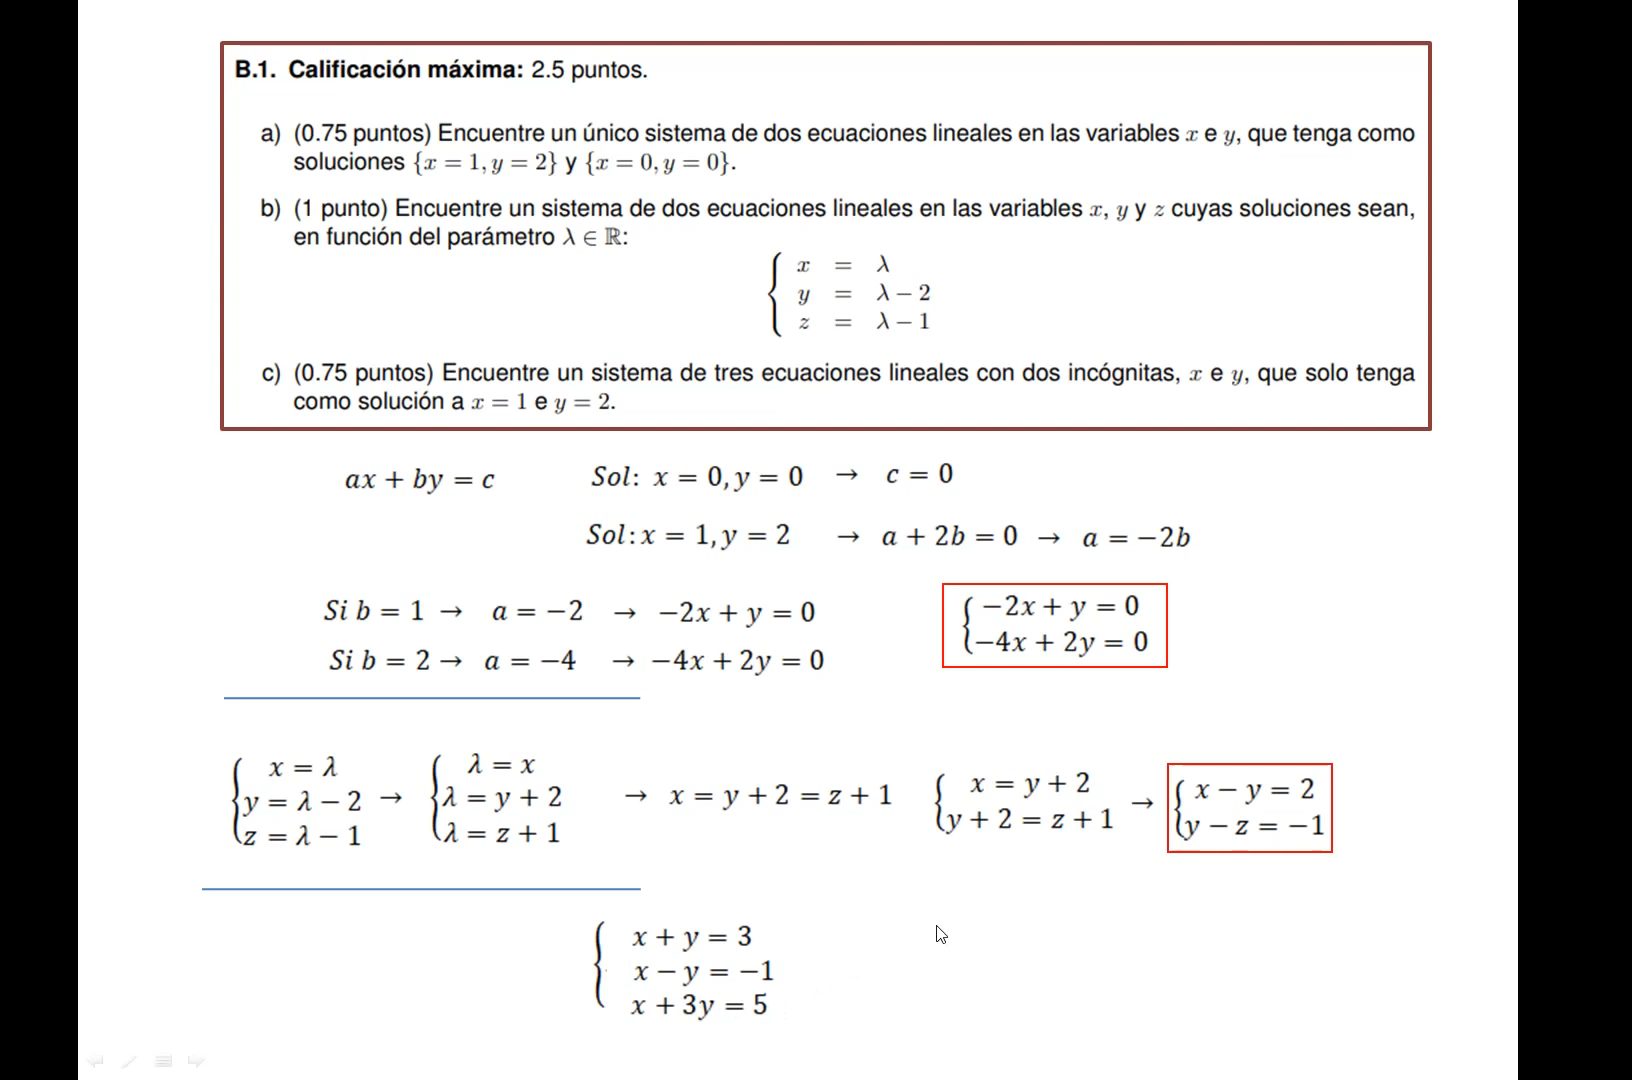 B.1. Calificación máxima: 2.5 puntos.
a) (0.75 puntos) Encuentre un único sistema de dos ecuaciones lineales en las variables x e y, que tenga como
soluciones {x = 1, y = 2} y {x = 0, y = 0}.
b) (1 punto) Encuentre un sistema de dos ecuaciones lineales en las variables x, y y z cuyas soluciones sean,
en función del parámetro λ ∈ ℝ:
x = λ
y = λ − 2
z = λ − 1
c) (0.75 puntos) Encuentre un sistema de tres ecuaciones lineales con dos incógnitas, x e y, que solo tenga
como solución a x = 1 e y = 2.
ax + by = c Sol: x = 0, y = 0 → c = 0
Sol: x = 1, y = 2 → a + 2b = 0 → a = −2b
Si b = 1 → a = −2 → −2x + y = 0
Si b = 2 → a = −4 → −4x + 2y = 0
−2x + y = 0
−4x + 2y = 0
x = λ
y = λ − 2 →
z = λ − 1
λ = x
λ = y + 2
λ = z + 1
→ x = y + 2 = z + 1
x = y + 2
y + 2 = z + 1
→
x − y = 2
y − z = −1
x + y = 3
x − y = −1
x + 3y = 5